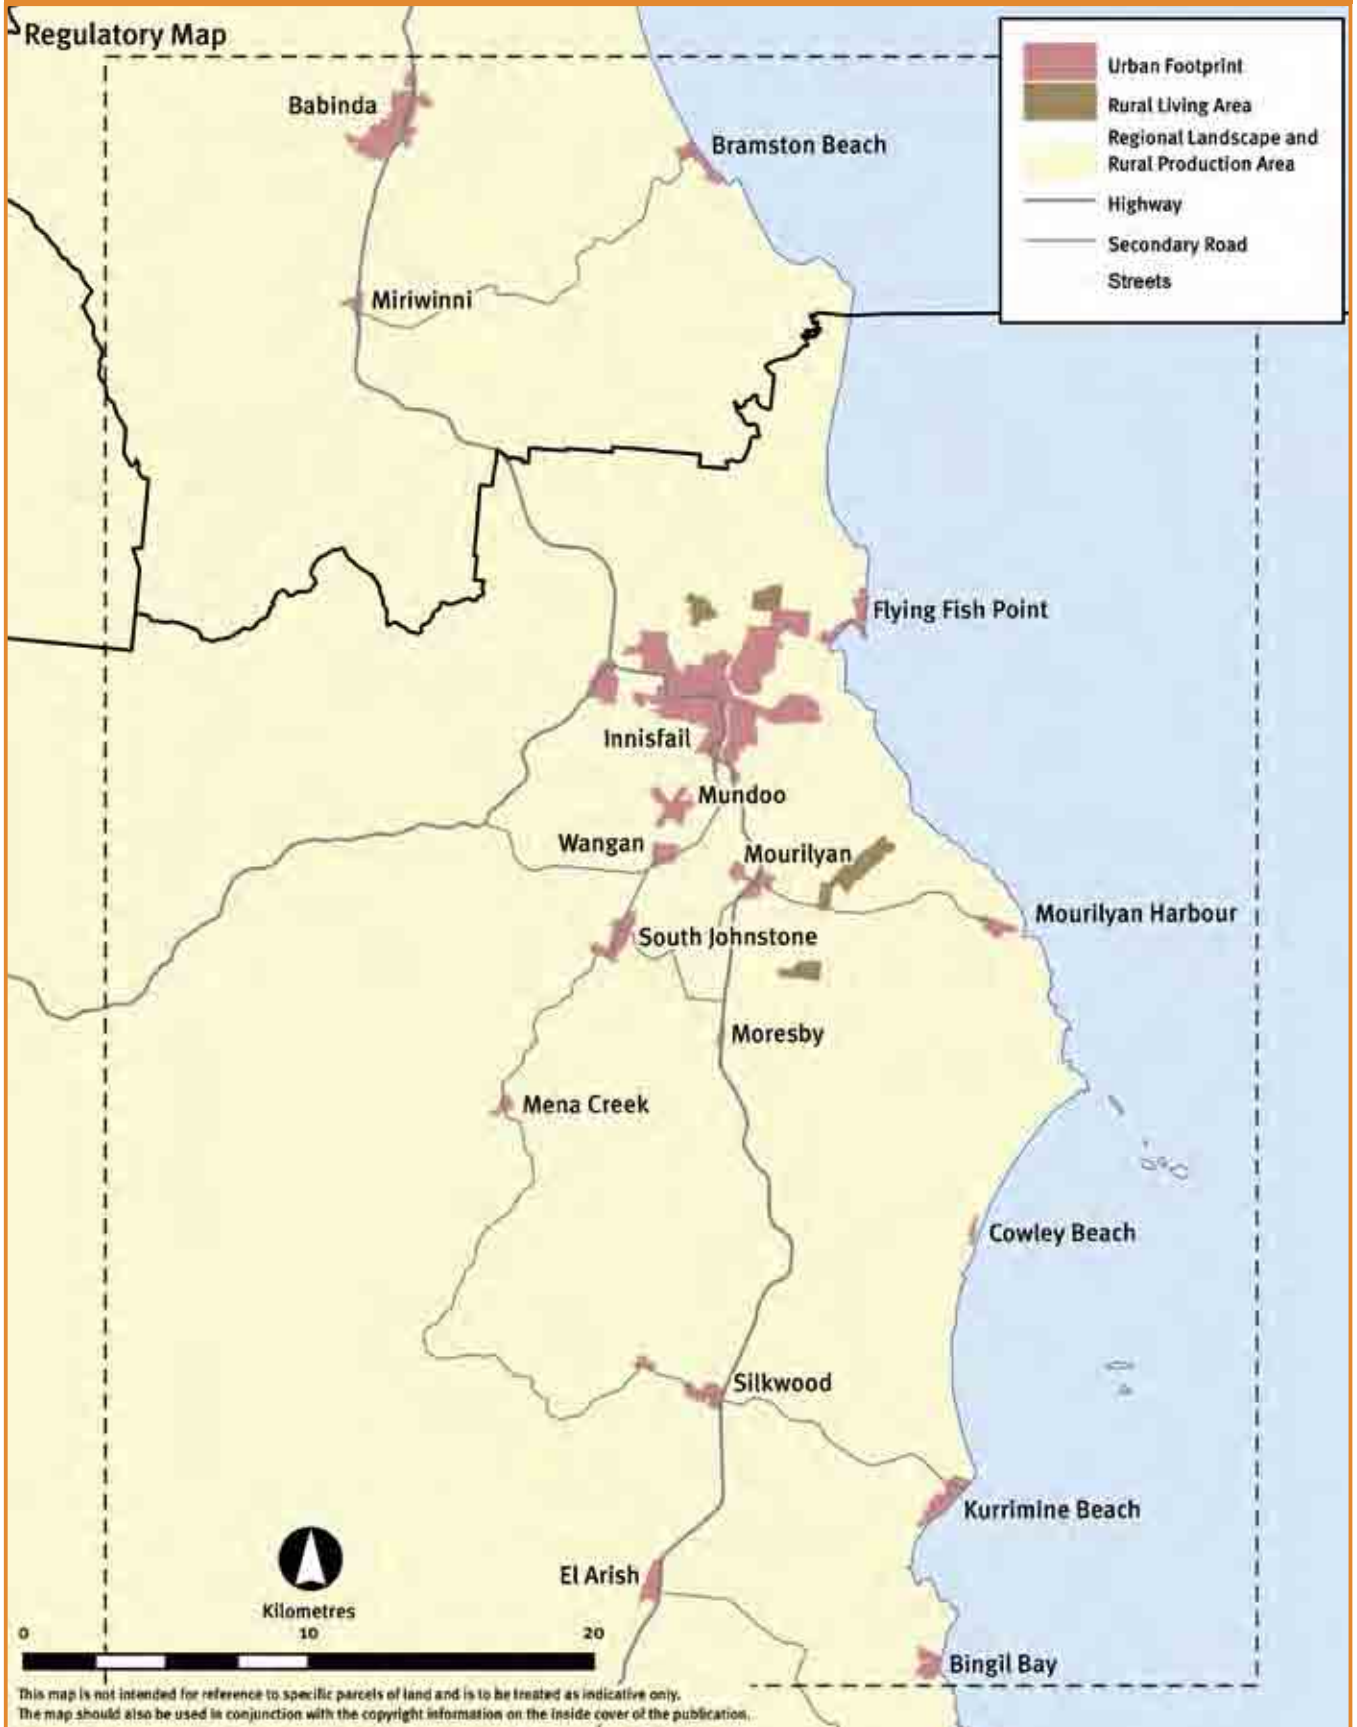 Regulatory Map
Urban Footprint
Rural Living Area
Regional Landscape and
Rural Production Area
Highway
Secondary Road
Streets
Babinda
Bramston Beach
Miriwinni
Flying Fish Point
Innisfail
Mundoo
Wangan
Mourilyan
Mourilyan Harbour
South Johnstone
Moresby
Mena Creek
Cowley Beach
Silkwood
Kurrimine Beach
El Arish
Bingil Bay
Kilometres
0 10 20
This map is not intended for reference to specific parcels of land and is to be treated as indicative only.
The map should also be used in conjunction with the copyright information on the inside cover of the publication.